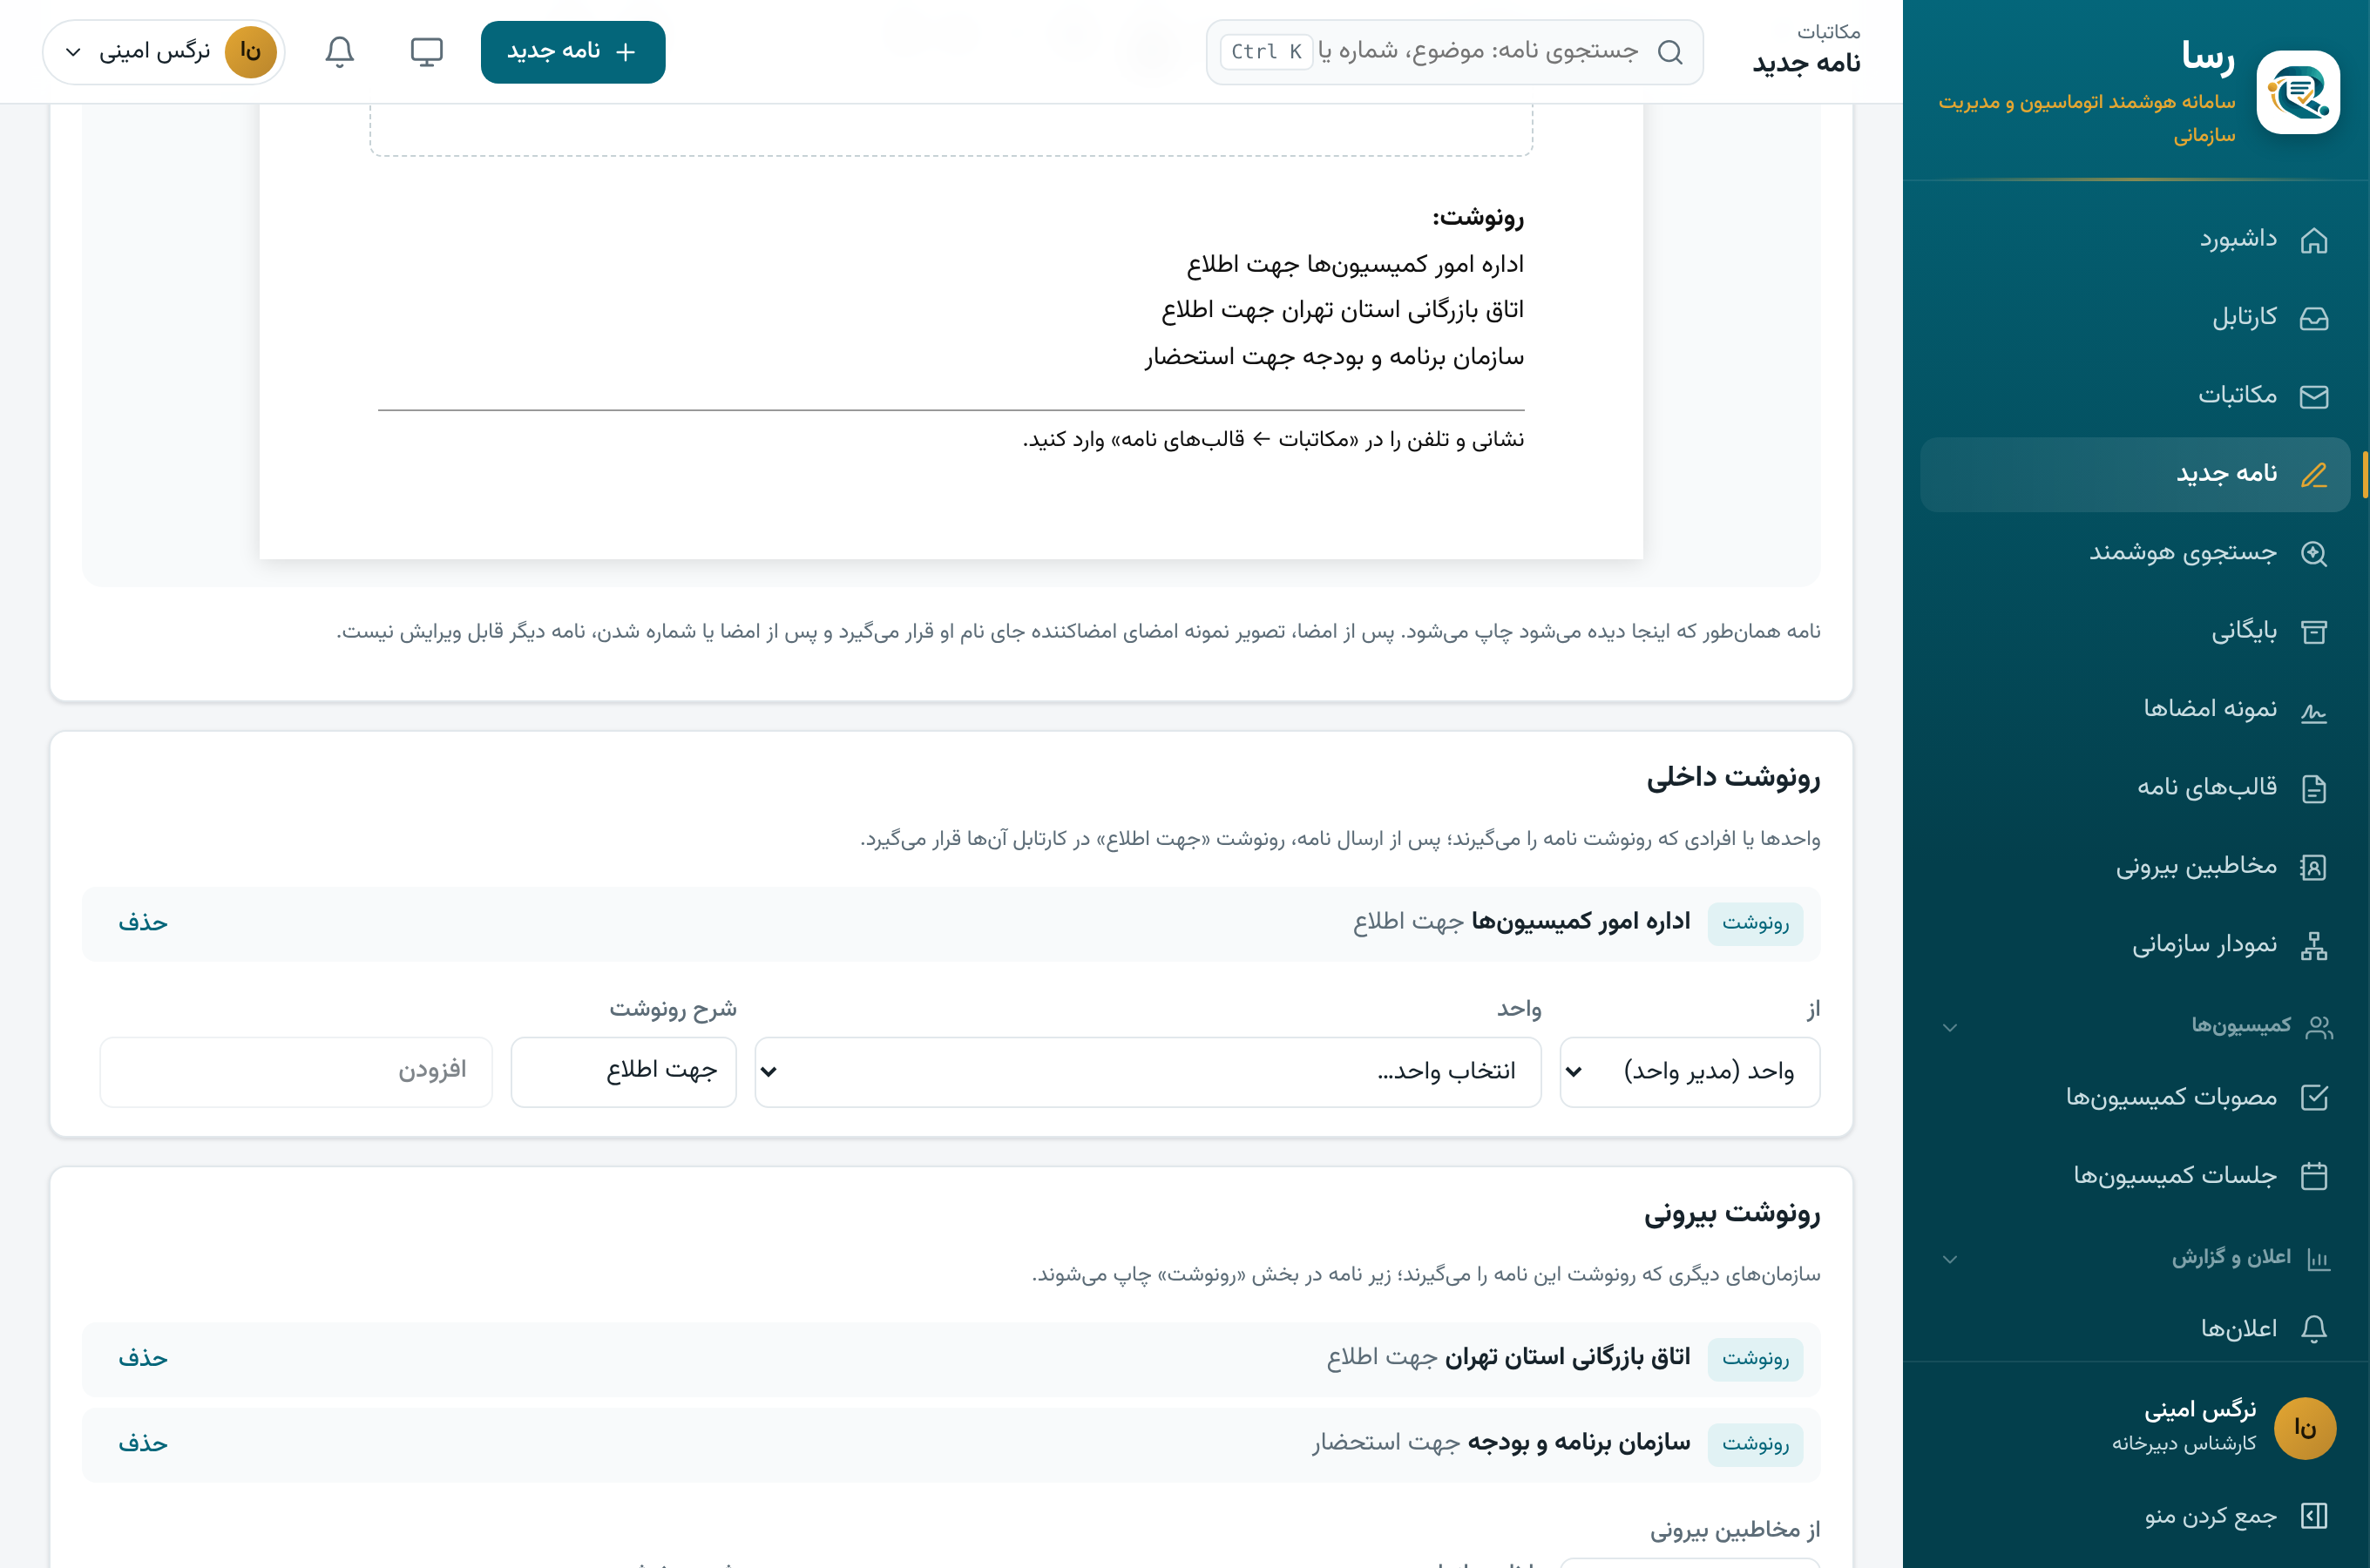 رسا
سامانه هوشمند اتوماسیون و مدیریت
سازمانی
داشبورد
کارتابل
مکاتبات
نامه جدید
جستجوی هوشمند
بایگانی
نمونه امضاها
قالب‌های نامه
مخاطبین بیرونی
نمودار سازمانی
کمیسیون‌ها
مصوبات کمیسیون‌ها
جلسات کمیسیون‌ها
اعلان و گزارش
اعلان‌ها
ن‌ا
نرگس امینی
کارشناس دبیرخانه
جمع کردن منو
مکاتبات
نامه جدید
جستجوی نامه: موضوع، شماره یا
Ctrl K
نامه جدید
ن‌ا نرگس امینی
رونوشت:
اداره امور کمیسیون‌ها جهت اطلاع
اتاق بازرگانی استان تهران جهت اطلاع
سازمان برنامه و بودجه جهت استحضار
نشانی و تلفن را در «مکاتبات ← قالب‌های نامه» وارد کنید.
نامه همان‌طور که اینجا دیده می‌شود چاپ می‌شود. پس از امضا، تصویر نمونه امضای امضاکننده جای نام او قرار می‌گیرد و پس از امضا یا شماره شدن، نامه دیگر قابل ویرایش نیست.
رونوشت داخلی
واحدها یا افرادی که رونوشت نامه را می‌گیرند؛ پس از ارسال نامه، رونوشت «جهت اطلاع» در کارتابل آن‌ها قرار می‌گیرد.
رونوشت اداره امور کمیسیون‌ها جهت اطلاع حذف
از واحد شرح رونوشت
واحد (مدیر واحد) انتخاب واحد... جهت اطلاع افزودن
رونوشت بیرونی
سازمان‌های دیگری که رونوشت این نامه را می‌گیرند؛ زیر نامه در بخش «رونوشت» چاپ می‌شوند.
رونوشت اتاق بازرگانی استان تهران جهت اطلاع حذف
رونوشت سازمان برنامه و بودجه جهت استحضار حذف
از مخاطبین بیرونی